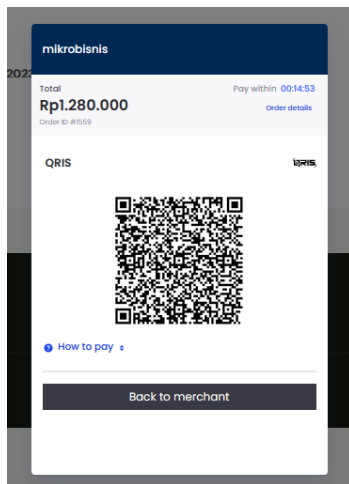 mikrobisnis
2023
Total
Pay within 00:14:53
Rp1.280.000
Order details
Order ID #1559
QRIS
QRIS
How to pay
Back to merchant